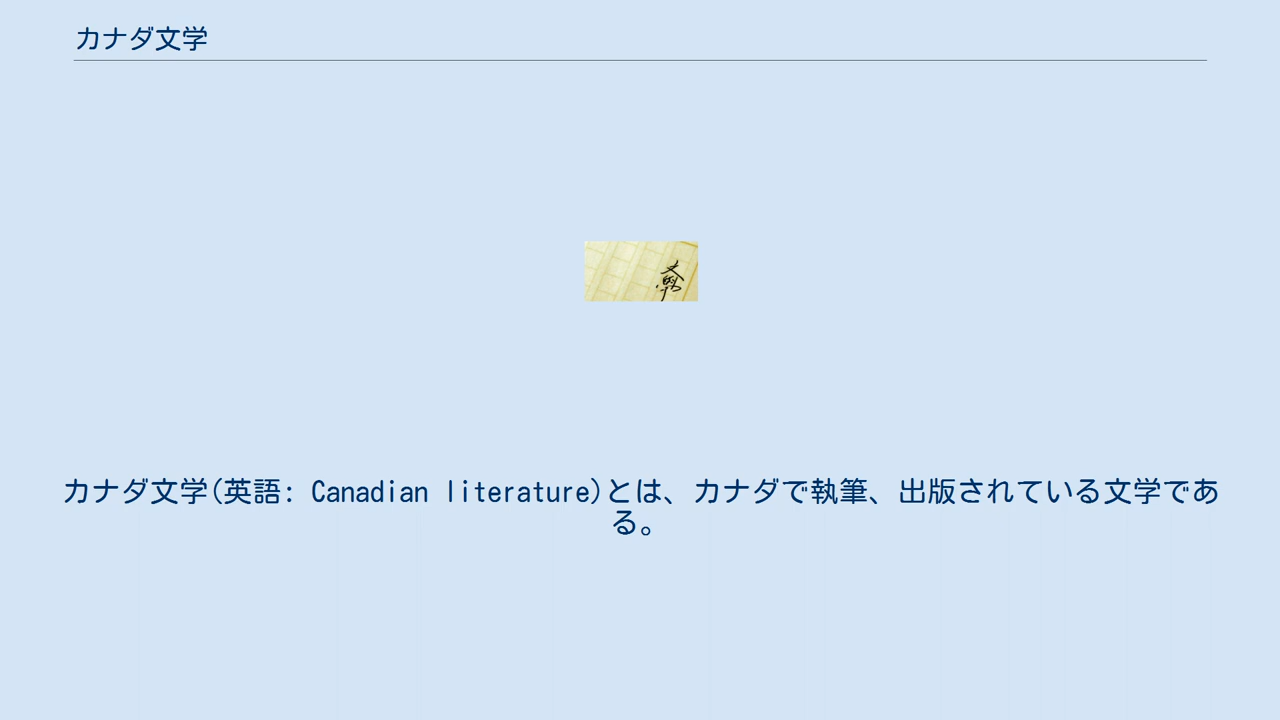 カナダ文学
カナダ文学(英語: Canadian literature)とは、カナダで執筆、出版されている文学であ
る。